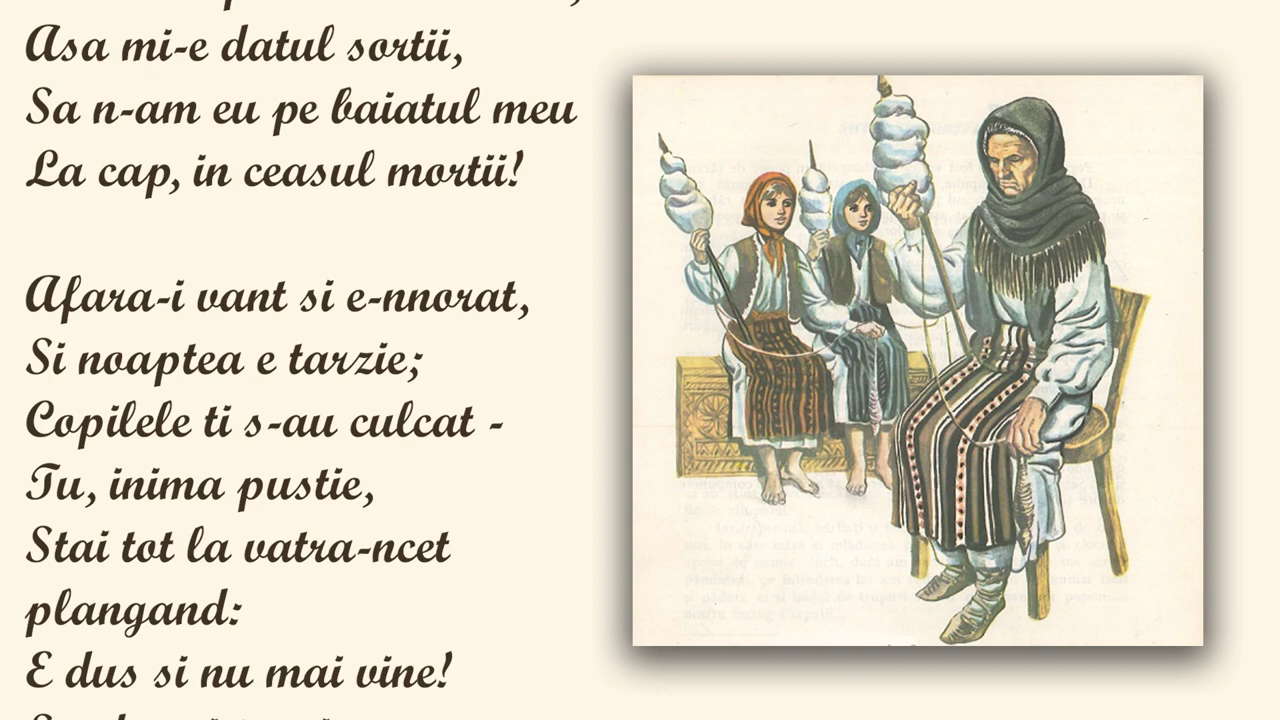 Asa mi-e datul sortii,
Sa n-am eu pe baiatul meu
La cap, in ceasul mortii!
Afara-i vant si e-nnorat,
Si noaptea e tarzie;
Copilele ti s-au culcat -
Tu, inima pustie,
Stai tot la vatra-ncet
plangand:
E dus si nu mai vine!